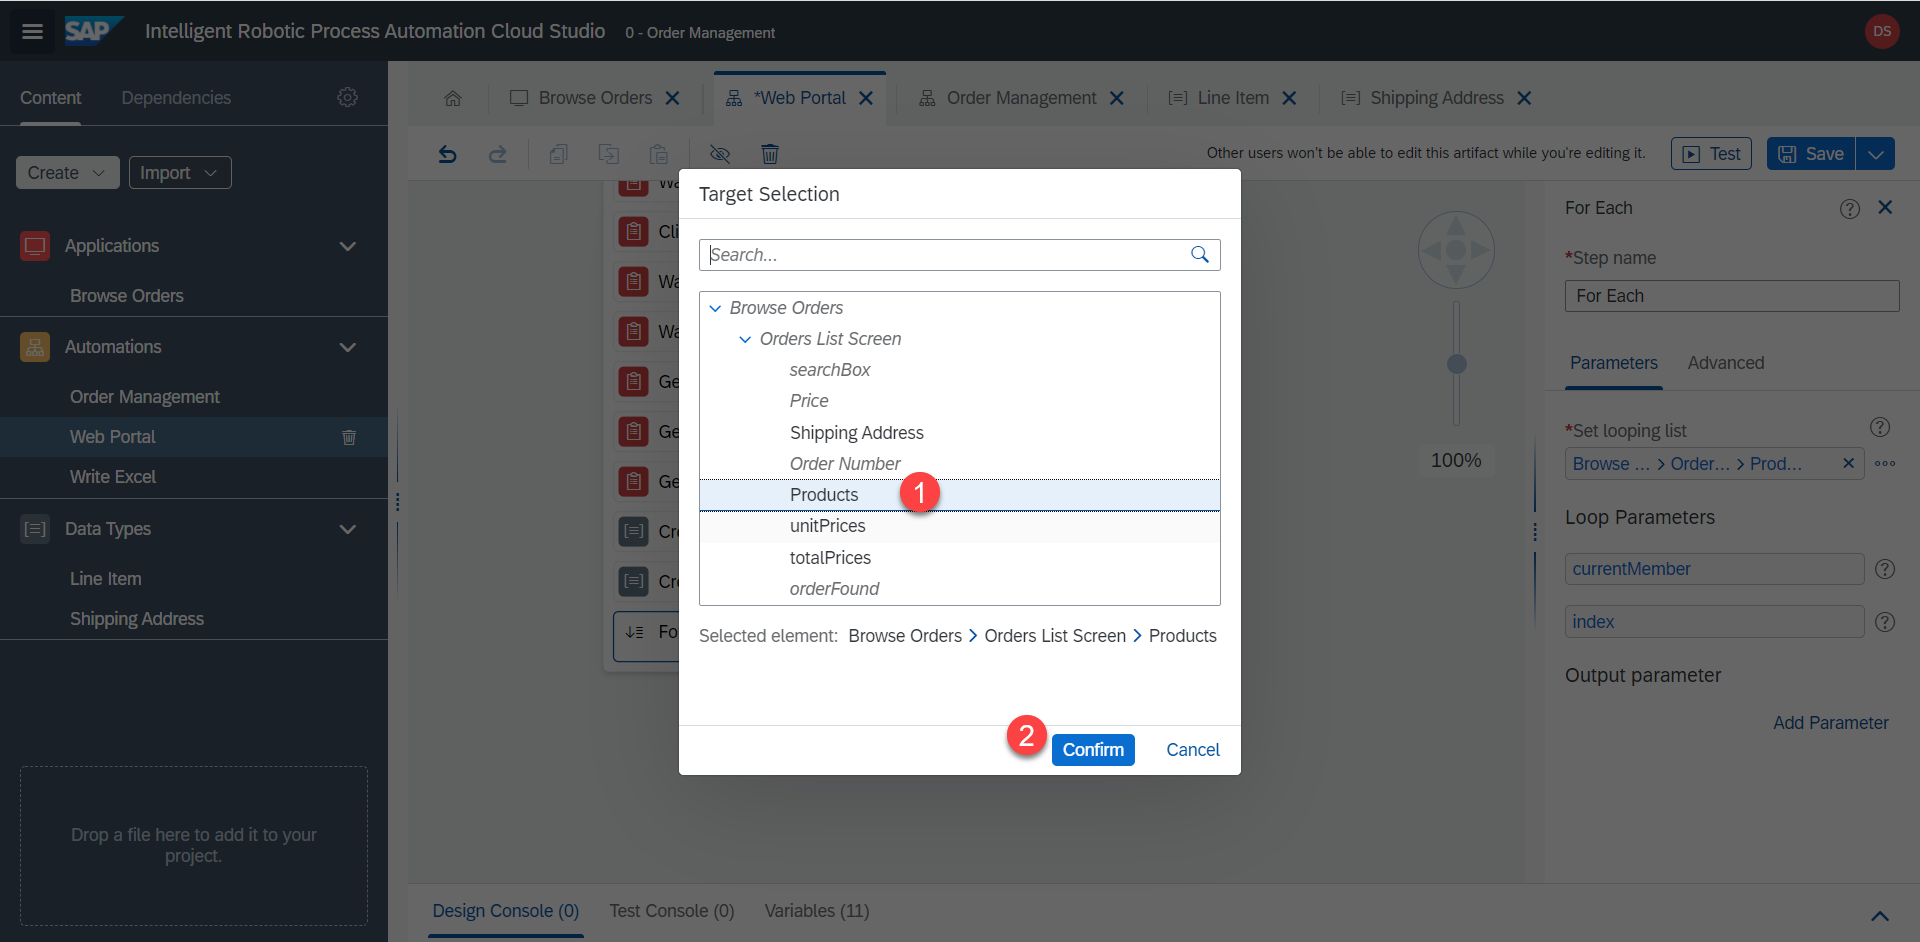 SAP Intelligent Robotic Process Automation Cloud Studio 0 - Order Management DS
Content Dependencies
Browse Orders *Web Portal Order Management Line Item Shipping Address
Create Import
Other users won't be able to edit this artifact while you're editing it. Test Save
Applications
Browse Orders
Automations
Order Management
Web Portal
Write Excel
Data Types
Line Item
Shipping Address
Drop a file here to add it to your
project.
Wa
Cli
Wa
Wa
Ge
Ge
Ge
Cre
Cre
Fo
Target Selection
Search...
Browse Orders
Orders List Screen
searchBox
Price
Shipping Address
Order Number
Products 1
unitPrices
totalPrices
orderFound
Selected element: Browse Orders > Orders List Screen > Products
2 Confirm Cancel
100%
For Each ?
*Step name
For Each
Parameters Advanced
*Set looping list ?
Browse ... > Order... > Prod...
Loop Parameters
currentMember ?
index ?
Output parameter
Add Parameter
Design Console (0) Test Console (0) Variables (11)